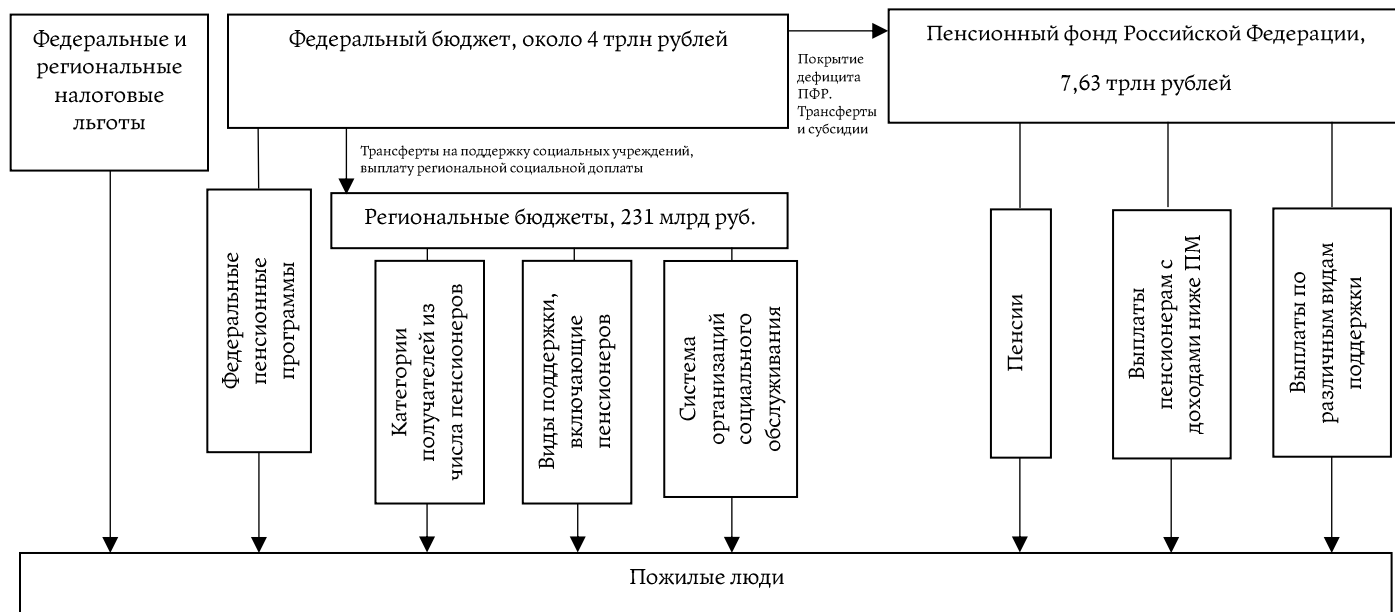 Федеральные и
региональные
налоговые
льготы
Федеральный бюджет, около 4 трлн рублей
Покрытие
дефицита
ПФР.
Трансферты
и субсидии
Пенсионный фонд Российской Федерации,
7,63 трлн рублей
Трансферты на поддержку социальных учреждений,
выплату региональной социальной доплаты
Региональные бюджеты, 231 млрд руб.
Федеральные
пенсионные
программы
Категории
получателей из
числа пенсионеров
Виды поддержки,
включающие
пенсионеров
Система
организаций
социального
обслуживания
Пенсии
Выплаты
пенсионерам с
доходами ниже ПМ
Выплаты по
различным видам
поддержки
Пожилые люди